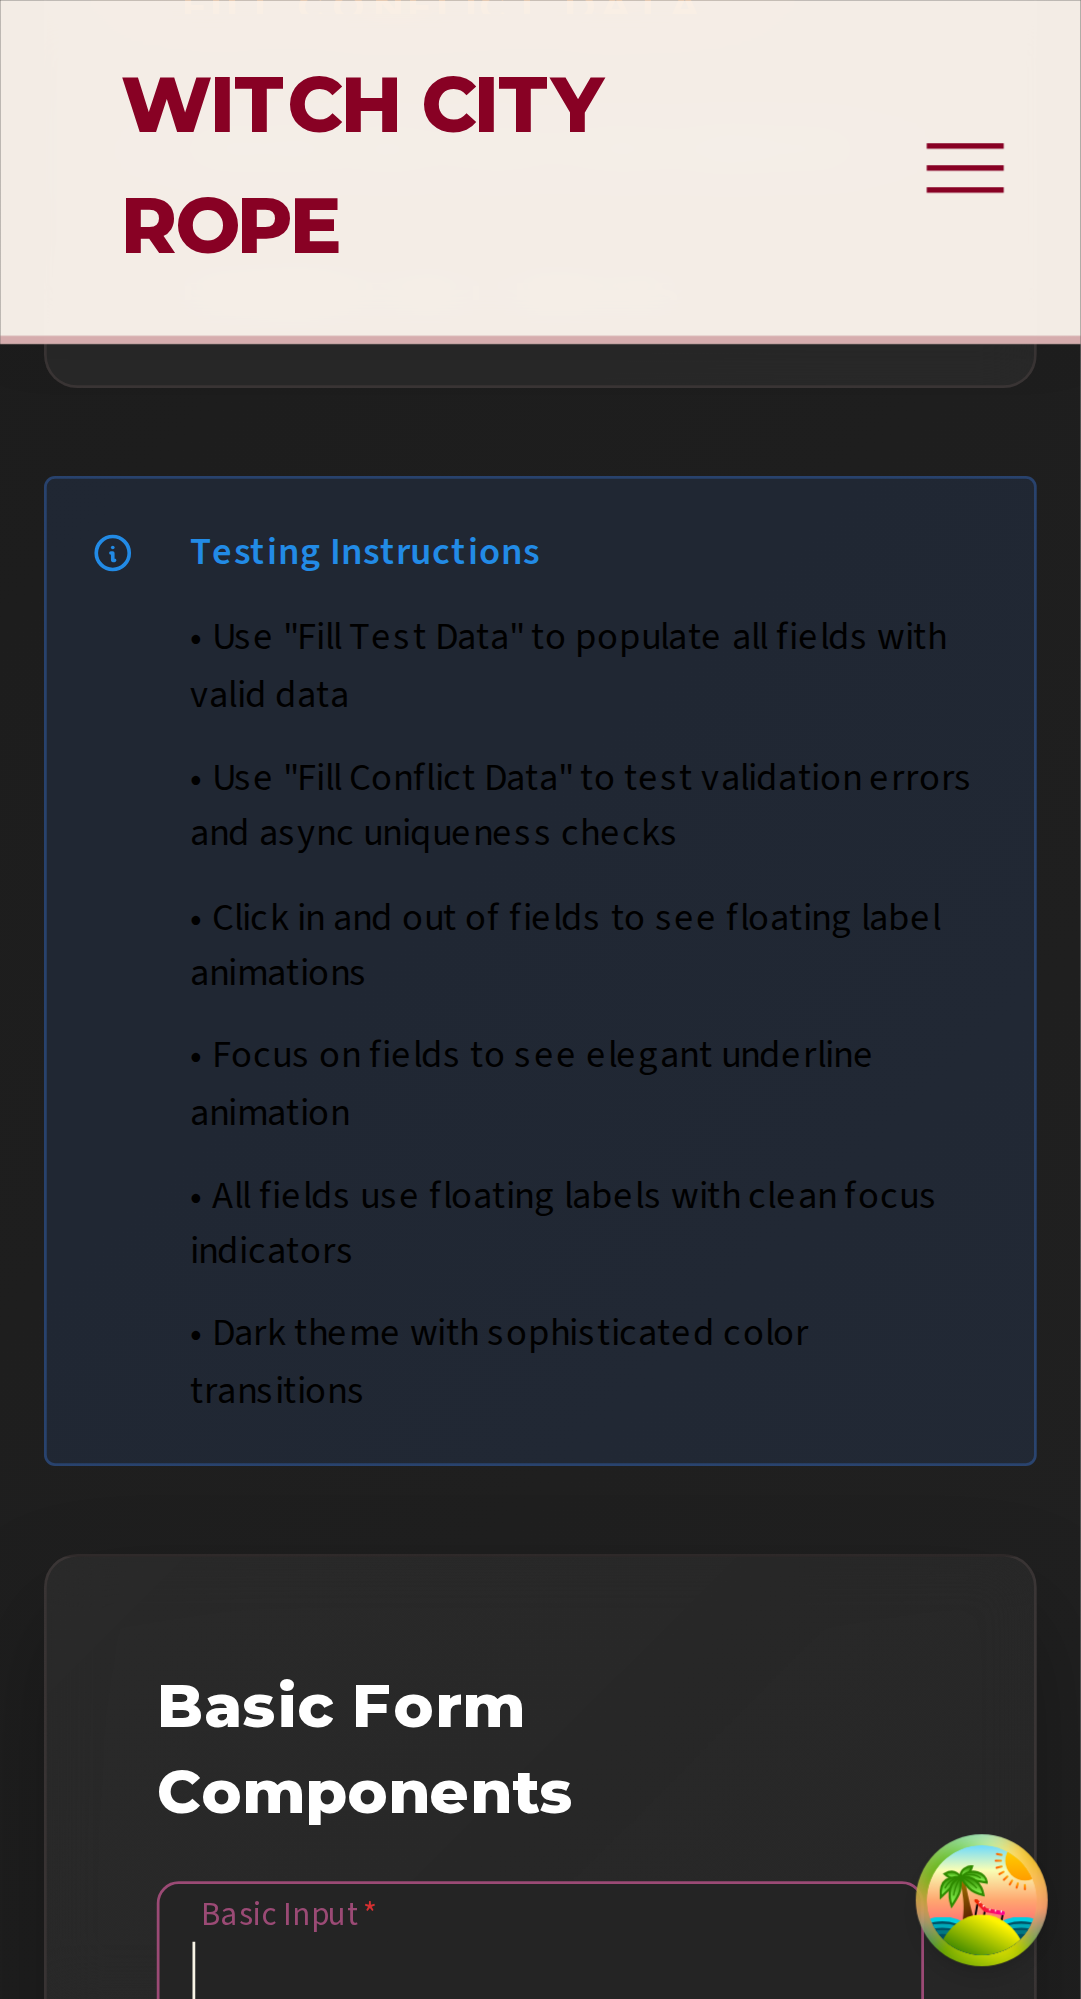 WITCH CITY
ROPE
Testing Instructions
• Use "Fill Test Data" to populate all fields with
valid data
• Use "Fill Conflict Data" to test validation errors
and async uniqueness checks
• Click in and out of fields to see floating label
animations
• Focus on fields to see elegant underline
animation
• All fields use floating labels with clean focus
indicators
• Dark theme with sophisticated color
transitions
Basic Form
Components
Basic Input *